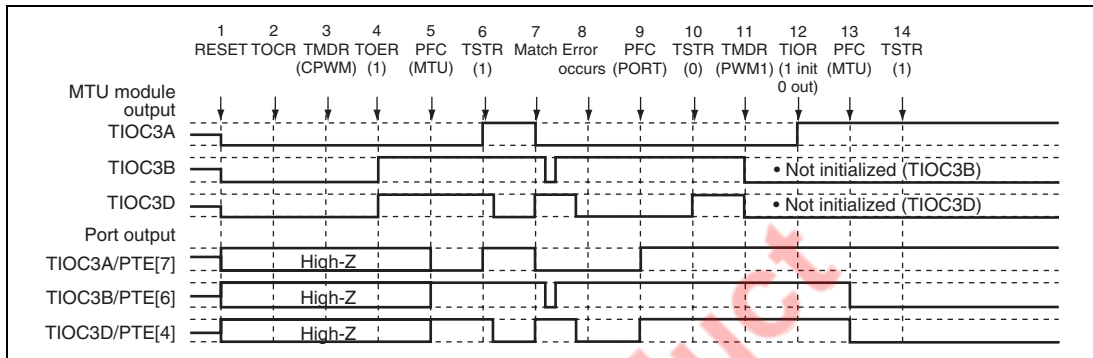 1 2 3 4 5 6 7 8 9 10 11 12 13 14
RESET TOCR TMDR TOER PFC TSTR Match Error PFC TSTR TMDR TIOR PFC TSTR
(CPWM) (1) (MTU) (1) occurs (PORT) (0) (PWM1) (1 init (MTU) (1)
0 out)
MTU module
output
TIOC3A
TIOC3B
• Not initialized (TIOC3B)
TIOC3D
• Not initialized (TIOC3D)
Port output
TIOC3A/PTE[7]
High-Z
TIOC3B/PTE[6]
High-Z
TIOC3D/PTE[4]
High-Z